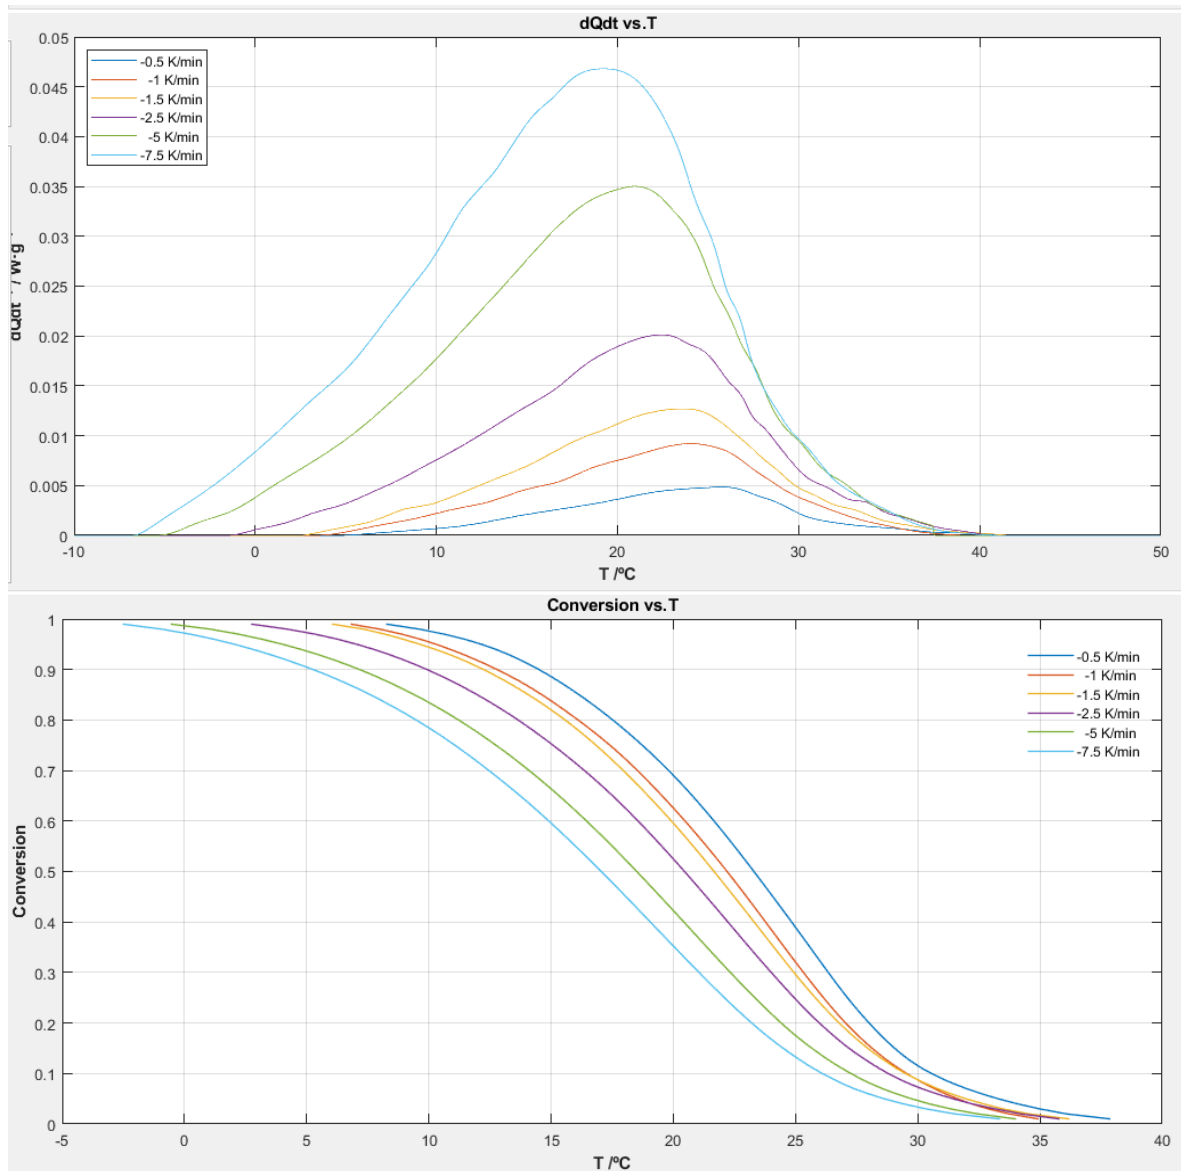 dQdt vs.T
0.05
0.045
0.04
0.035
0.03
0.025
0.02
0.015
0.01
0.005
0
-0.5 K/min
-1 K/min
-1.5 K/min
-2.5 K/min
-5 K/min
-7.5 K/min
-10
0
10
20
30
40
50
T /ºC
Conversion vs.T
Conversion
1
0.9
0.8
0.7
0.6
0.5
0.4
0.3
0.2
0.1
0
-0.5 K/min
-1 K/min
-1.5 K/min
-2.5 K/min
-5 K/min
-7.5 K/min
-5
0
5
10
15
20
25
30
35
40
T /ºC